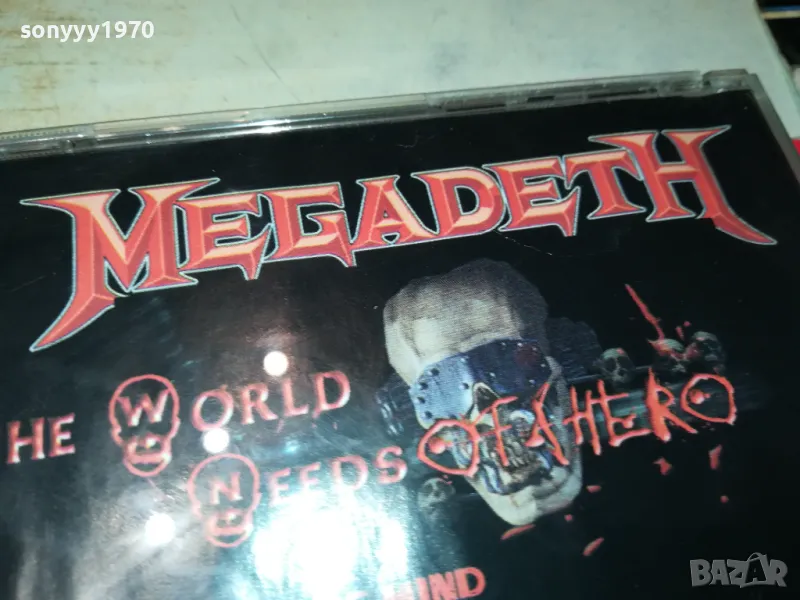 sonyyy1970
MEGADETH
HE WORLD
NEEDS OF A HERO
BAZAR